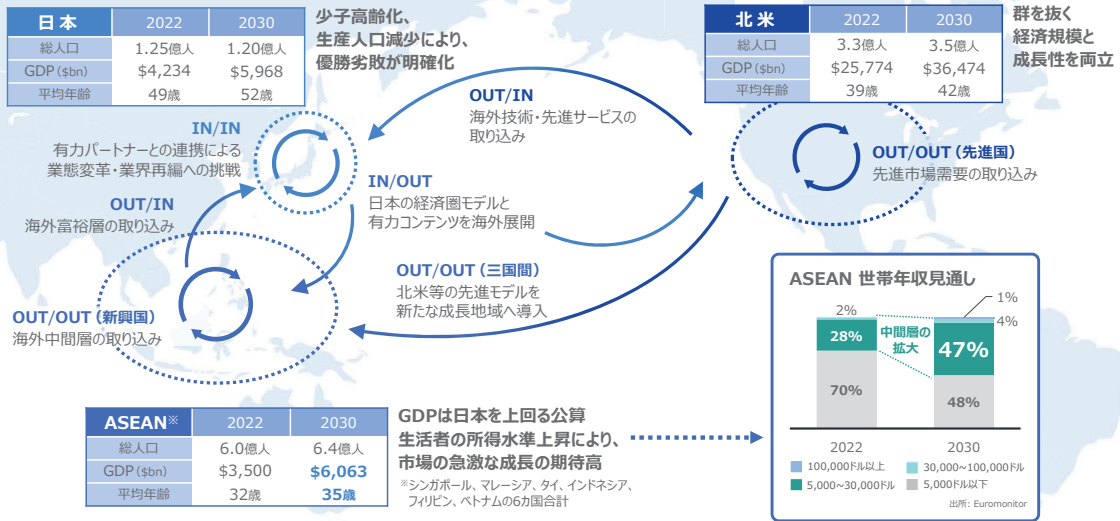 日本 2022 2030
総人口 1.25億人 1.20億人
GDP($bn) $4,234 $5,968
平均年齢 49歳 52歳
少子高齢化、
生産人口減少により、
優勝劣敗が明確化
北米 2022 2030
総人口 3.3億人 3.5億人
GDP($bn) $25,774 $36,474
平均年齢 39歳 42歳
群を抜く
経済規模と
成長性を両立
OUT/IN
海外技術・先進サービスの
取り込み
IN/IN
有力パートナーとの連携による
業態変革・業界再編への挑戦
OUT/OUT(先進国)
先進市場需要の取り込み
IN/OUT
日本の経済圏モデルと
有力コンテンツを海外展開
OUT/IN
海外富裕層の取り込み
OUT/OUT(三国間)
北米等の先進モデルを
新たな成長地域へ導入
OUT/OUT(新興国)
海外中間層の取り込み
ASEAN 世帯年収見通し
1%
2% 4%
28% 中間層の 47%
拡大
70% 48%
2022 2030
100,000ドル以上 30,000~100,000ドル
5,000~30,000ドル 5,000ドル以下
出所: Euromonitor
ASEAN※ 2022 2030
総人口 6.0億人 6.4億人
GDP($bn) $3,500 $6,063
平均年齢 32歳 35歳
GDPは日本を上回る公算
生活者の所得水準上昇により、
市場の急激な成長の期待高
※シンガポール、マレーシア、タイ、インドネシア、
フィリピン、ベトナムの6カ国合計